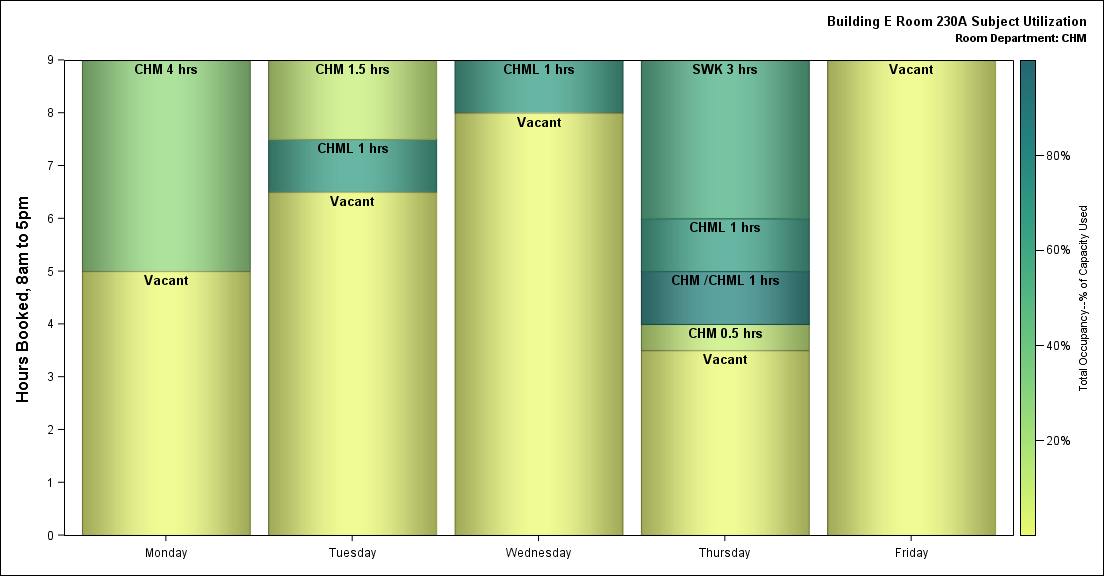 Building E Room 230A Subject Utilization
Room Department: CHM
Hours Booked, 8am to 5pm
9
8
7
6
5
4
3
2
1
0
CHM 4 hrs
Vacant
CHM 1.5 hrs
CHML 1 hrs
Vacant
CHML 1 hrs
Vacant
SWK 3 hrs
CHML 1 hrs
CHM /CHML 1 hrs
CHM 0.5 hrs
Vacant
Vacant
Monday
Tuesday
Wednesday
Thursday
Friday
80%
60%
40%
20%
Total Occupancy--% of Capacity Used